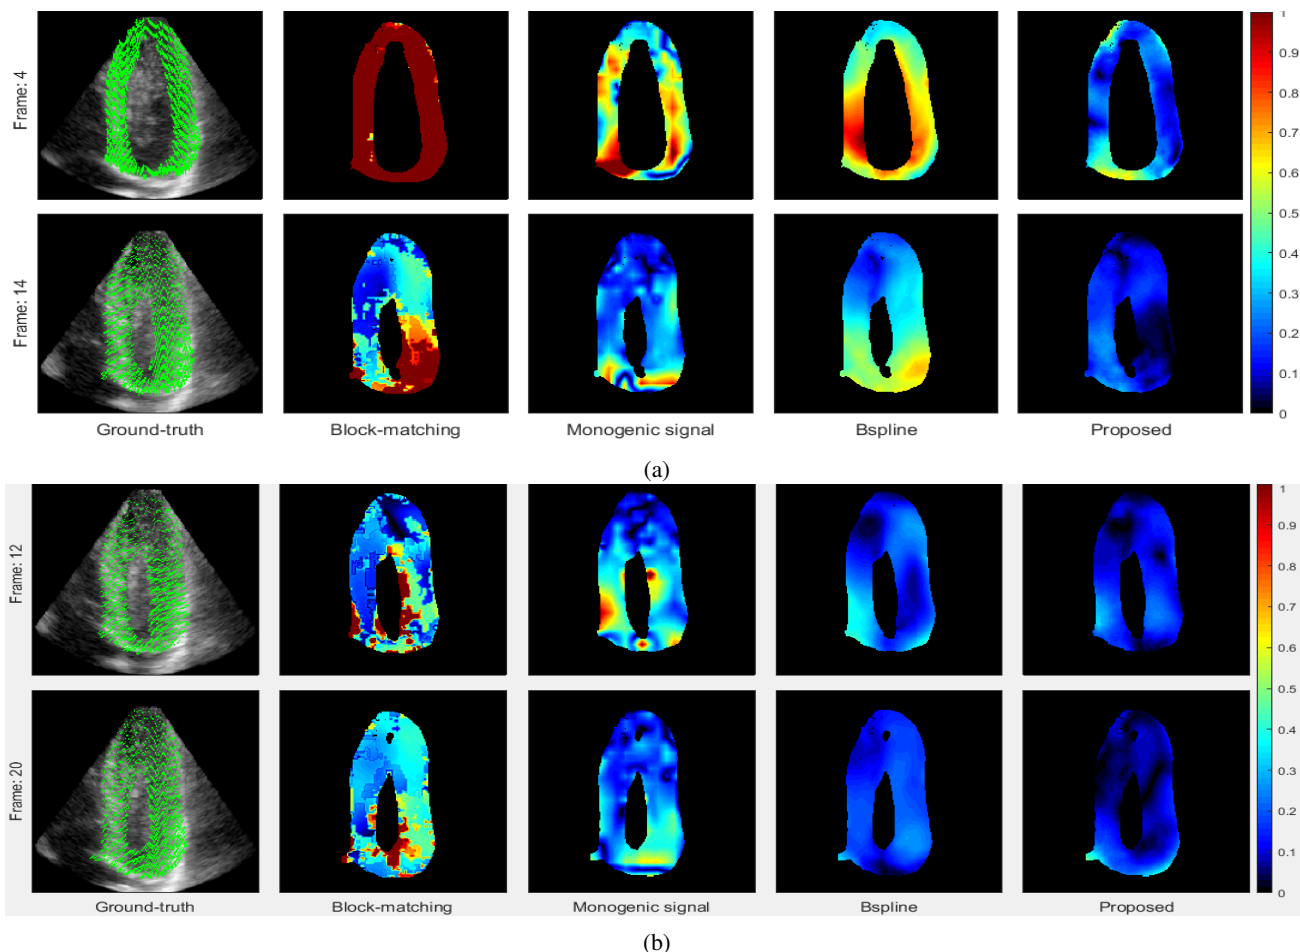 Frame: 4
1
0.9
0.8
0.7
0.6
0.5
0.4
0.3
0.2
0.1
0
Frame: 14
Ground-truth Block-matching Monogenic signal Bspline Proposed
(a)
Frame: 12
1
0.9
0.8
0.7
0.6
0.5
0.4
0.3
0.2
0.1
0
Frame: 20
Ground-truth Block-matching Monogenic signal Bspline Proposed
(b)